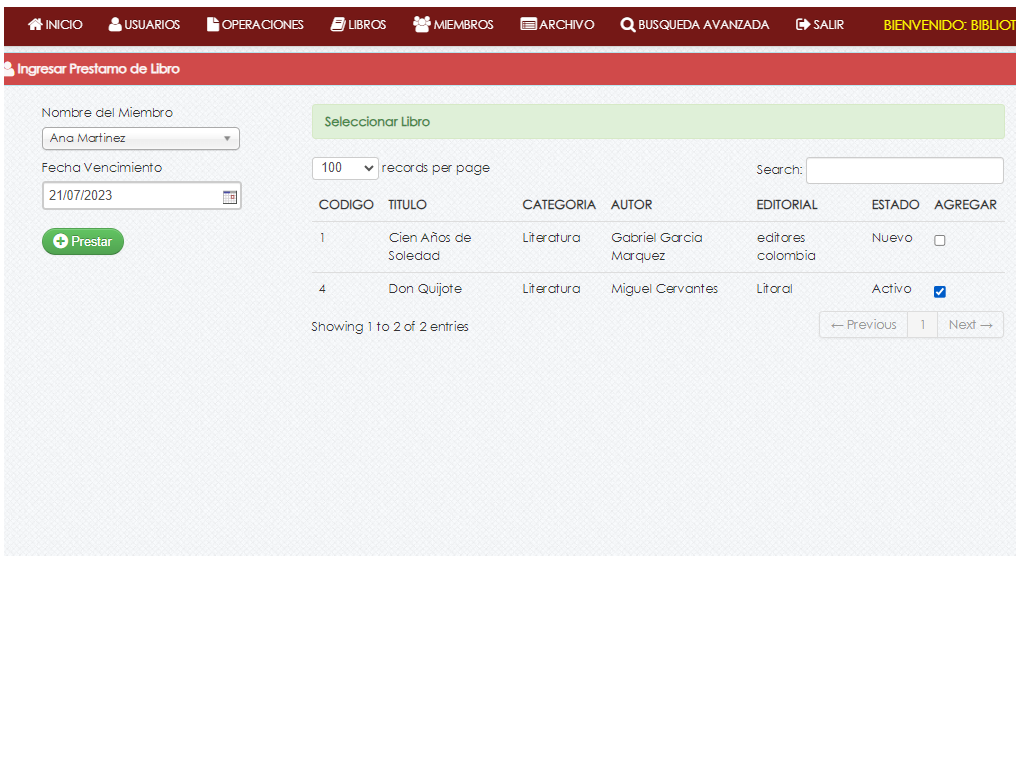 INICIO USUARIOS OPERACIONES LIBROS MIEMBROS ARCHIVO BUSQUEDA AVANZADA SALIR BIENVENIDO: BIBLIOT
Ingresar Prestamo de Libro
Nombre del Miembro
Ana Martinez
Fecha Vencimiento
21/07/2023
Prestar
Seleccionar Libro
100 records per page Search:
CODIGO TITULO CATEGORIA AUTOR EDITORIAL ESTADO AGREGAR
1 Cien Años de Soledad Literatura Gabriel Garcia Marquez editores colombia Nuevo
4 Don Quijote Literatura Miguel Cervantes Litoral Activo
Showing 1 to 2 of 2 entries ← Previous 1 Next →